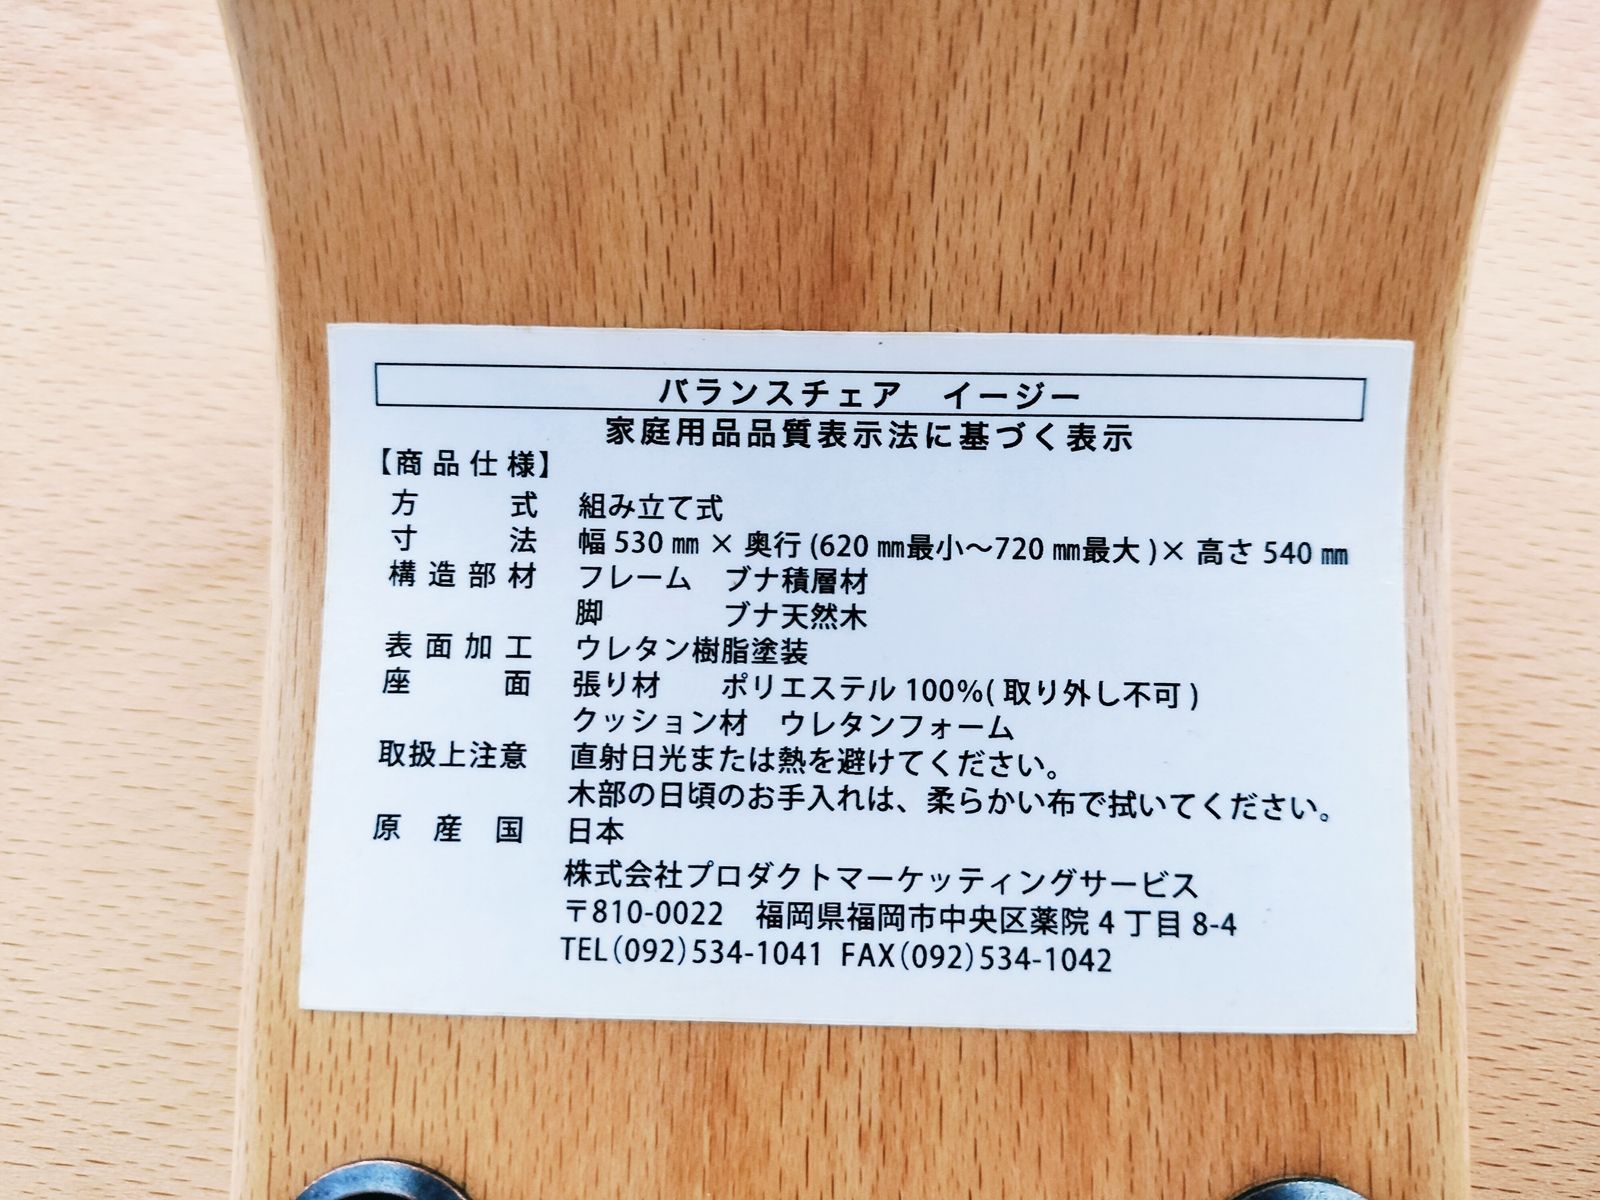 バランスチェア　イージー
家庭用品品質表示法に基づく表示
【商品仕様】
方式 組み立て式
寸法 幅 530 ㎜ × 奥行 (620 ㎜最小～720 ㎜最大 )× 高さ 540 ㎜
構造部材 フレーム　ブナ積層材
脚　ブナ天然木
表面加工 ウレタン樹脂塗装
座面 張り材　ポリエステル 100%( 取り外し不可 )
クッション材　ウレタンフォーム
取扱上注意 直射日光または熱を避けてください。
木部の日頃のお手入れは、柔らかい布で拭いてください。
原産国 日本
株式会社プロダクトマーケッティングサービス
〒810-0022　福岡県福岡市中央区薬院 4 丁目 8-4
TEL(092)534-1041 FAX(092)534-1042